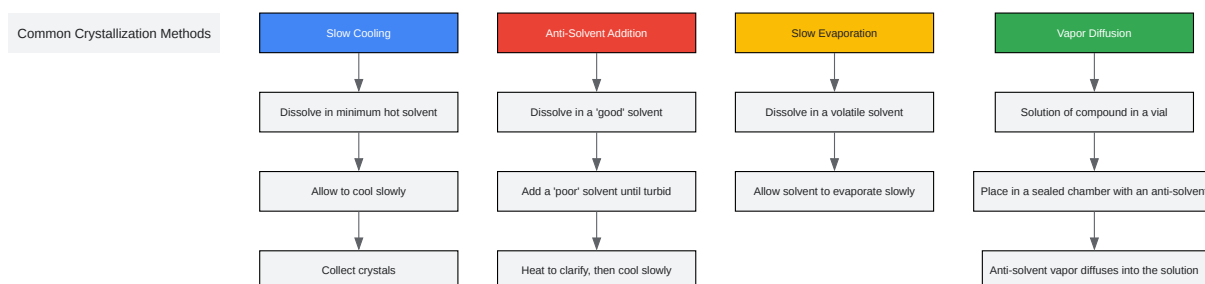 Common Crystallization Methods
Slow Cooling
Anti-Solvent Addition
Slow Evaporation
Vapor Diffusion
Dissolve in minimum hot solvent
Dissolve in a 'good' solvent
Dissolve in a volatile solvent
Solution of compound in a vial
Allow to cool slowly
Add a 'poor' solvent until turbid
Allow solvent to evaporate slowly
Place in a sealed chamber with an anti-solvent
Collect crystals
Heat to clarify, then cool slowly
Anti-solvent vapor diffuses into the solution